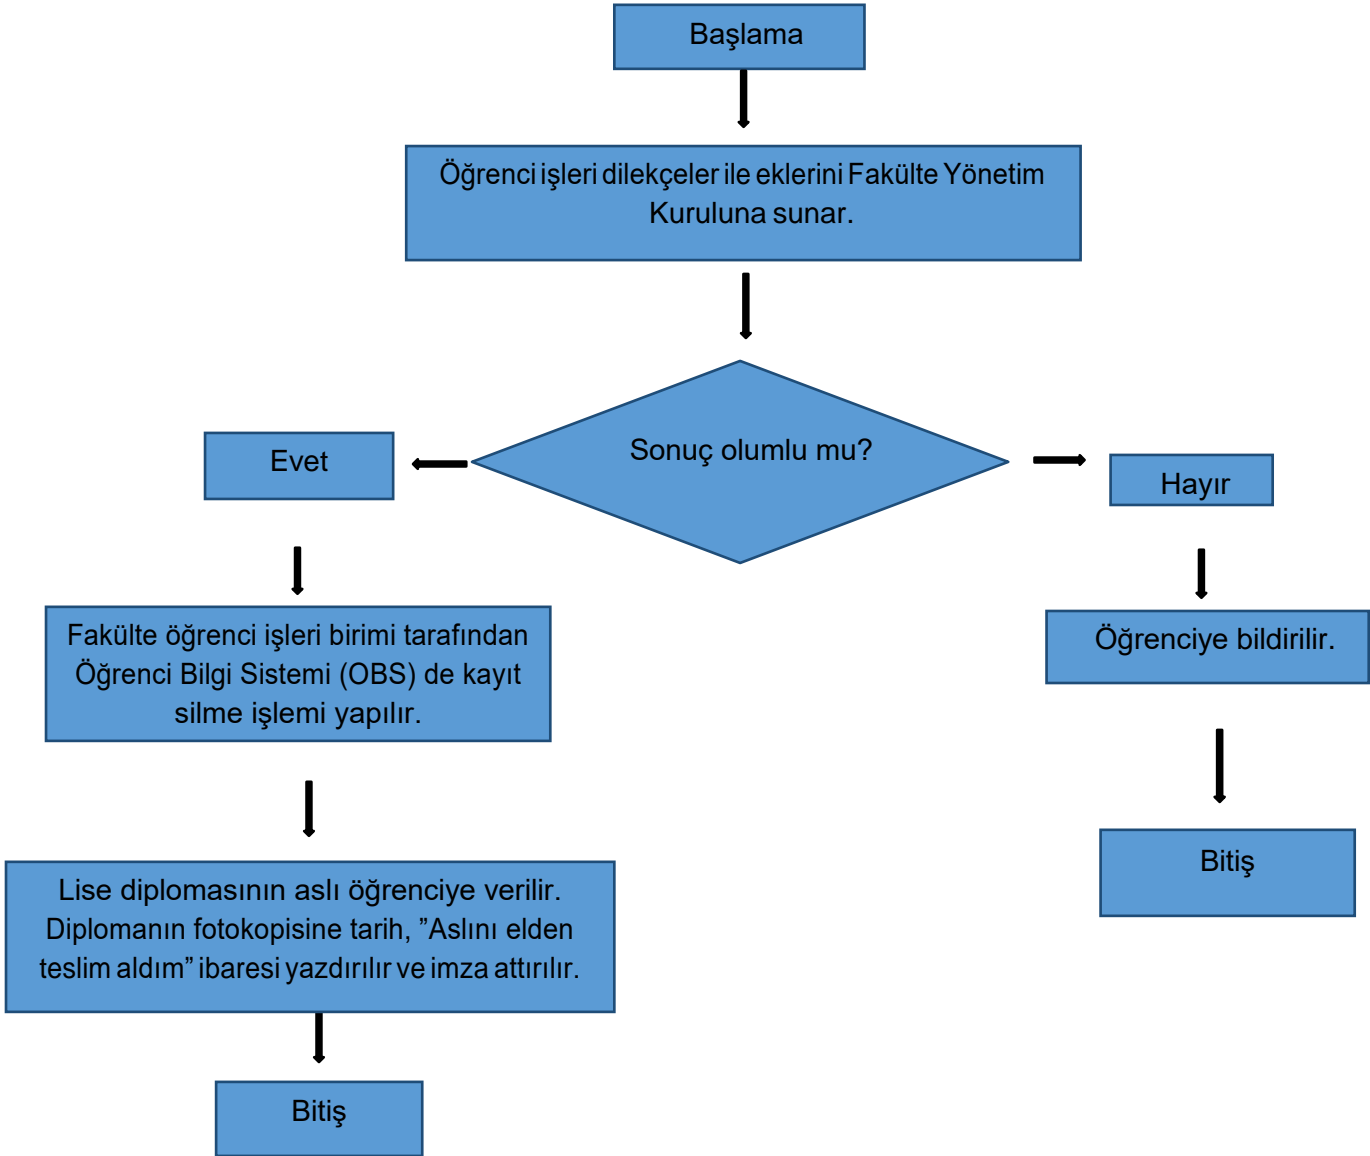 Başlama
Öğrenci işleri dilekçeler ile eklerini Fakülte Yönetim
Kuruluna sunar.
Sonuç olumlu mu?
Evet
Hayır
Fakülte öğrenci işleri birimi tarafından
Öğrenci Bilgi Sistemi (OBS) de kayıt
silme işlemi yapılır.
Öğrenciye bildirilir.
Lise diplomasının aslı öğrenciye verilir.
Diplomanın fotokopisine tarih, ”Aslını elden
teslim aldım” ibaresi yazdırılır ve imza attırılır.
Bitiş
Bitiş